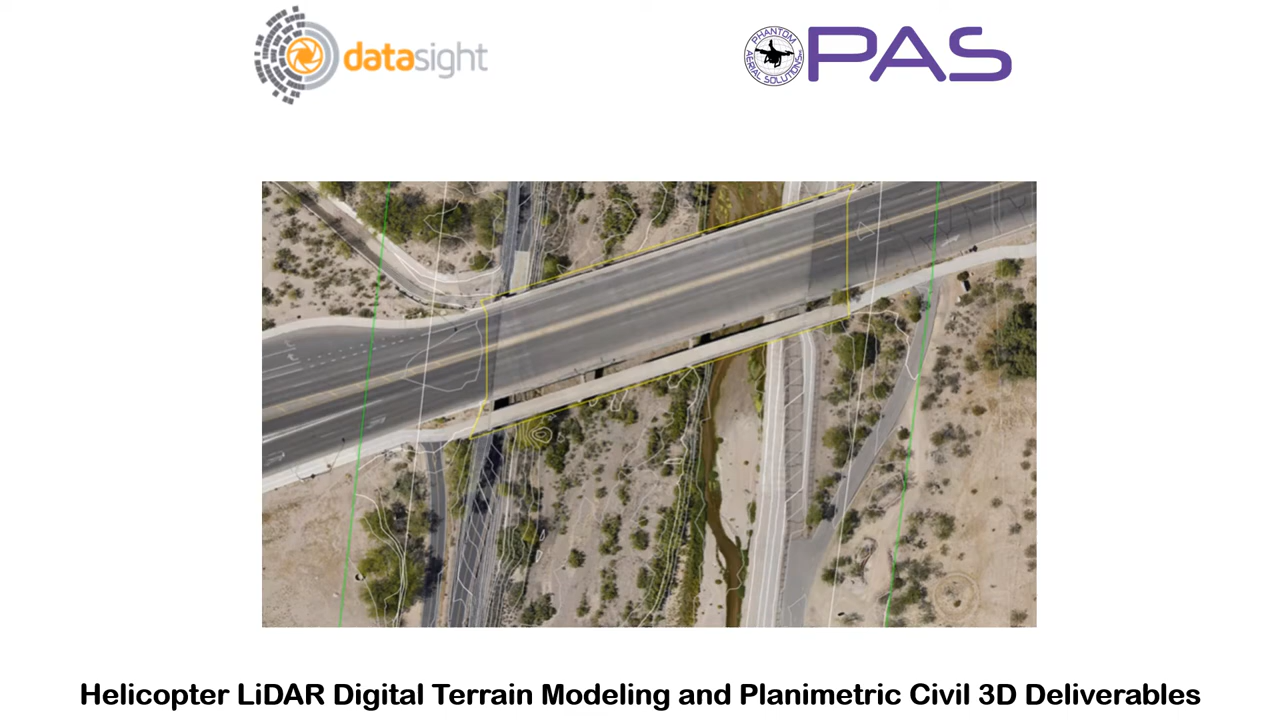 datasight
PHANTOM
AERIAL SOLUTIONS
PAS
Helicopter LiDAR Digital Terrain Modeling and Planimetric Civil 3D Deliverables